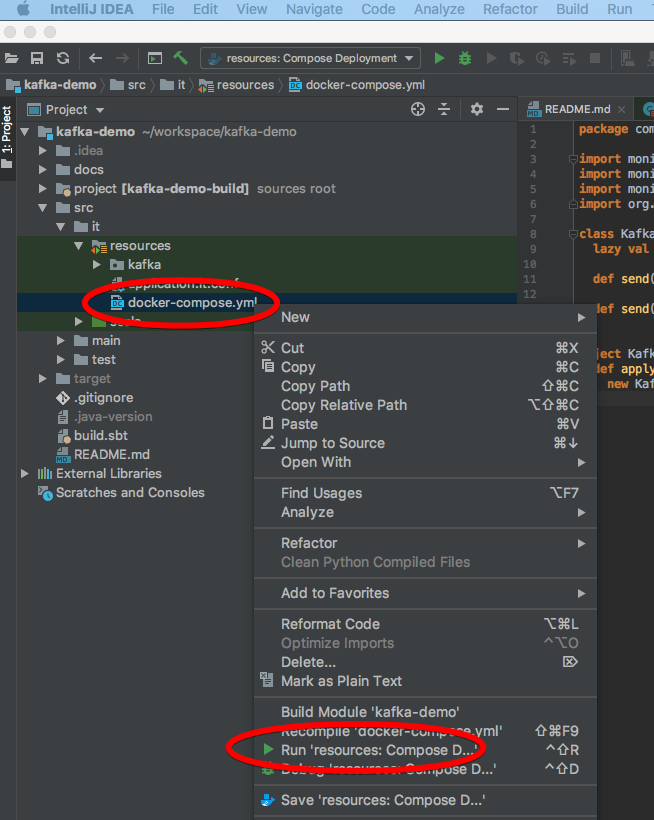 IntelliJ IDEA File Edit View Navigate Code Analyze Refactor Build Run
resources: Compose Deployment
kafka-demo src it resources docker-compose.yml
1: Project
Project
README.md
kafka-demo ~/workspace/kafka-demo
.idea
docs
project [kafka-demo-build] sources root
src
it
resources
kafka
application.it.conf
docker-compose.yml
main
test
target
.gitignore
.java-version
build.sbt
README.md
External Libraries
Scratches and Consoles
1 package com
2
3 import moni
4 import moni
5 import moni
6 import org.
7
8 class Kafka
9 lazy val
10
11 def send(
12
def send(
ject Kaf
def apply
new Kaf
New
Cut ⌘X
Copy ⌘C
Copy Path ⇧⌘C
Copy Relative Path ⌥⇧⌘C
Paste ⌘V
Jump to Source ⌘↓
Open With
Find Usages ⌥F7
Analyze
Refactor
Clean Python Compiled Files
Add to Favorites
Reformat Code ⌥⌘L
Optimize Imports ^⌥O
Delete... ⌦
Mark as Plain Text
Build Module 'kafka-demo'
Recompile 'docker-compose.yml' ⇧⌘F9
Run 'resources: Compose D...' ^⇧R
Debug 'resources: Compose D...' ^⇧D
Save 'resources: Compose D...'